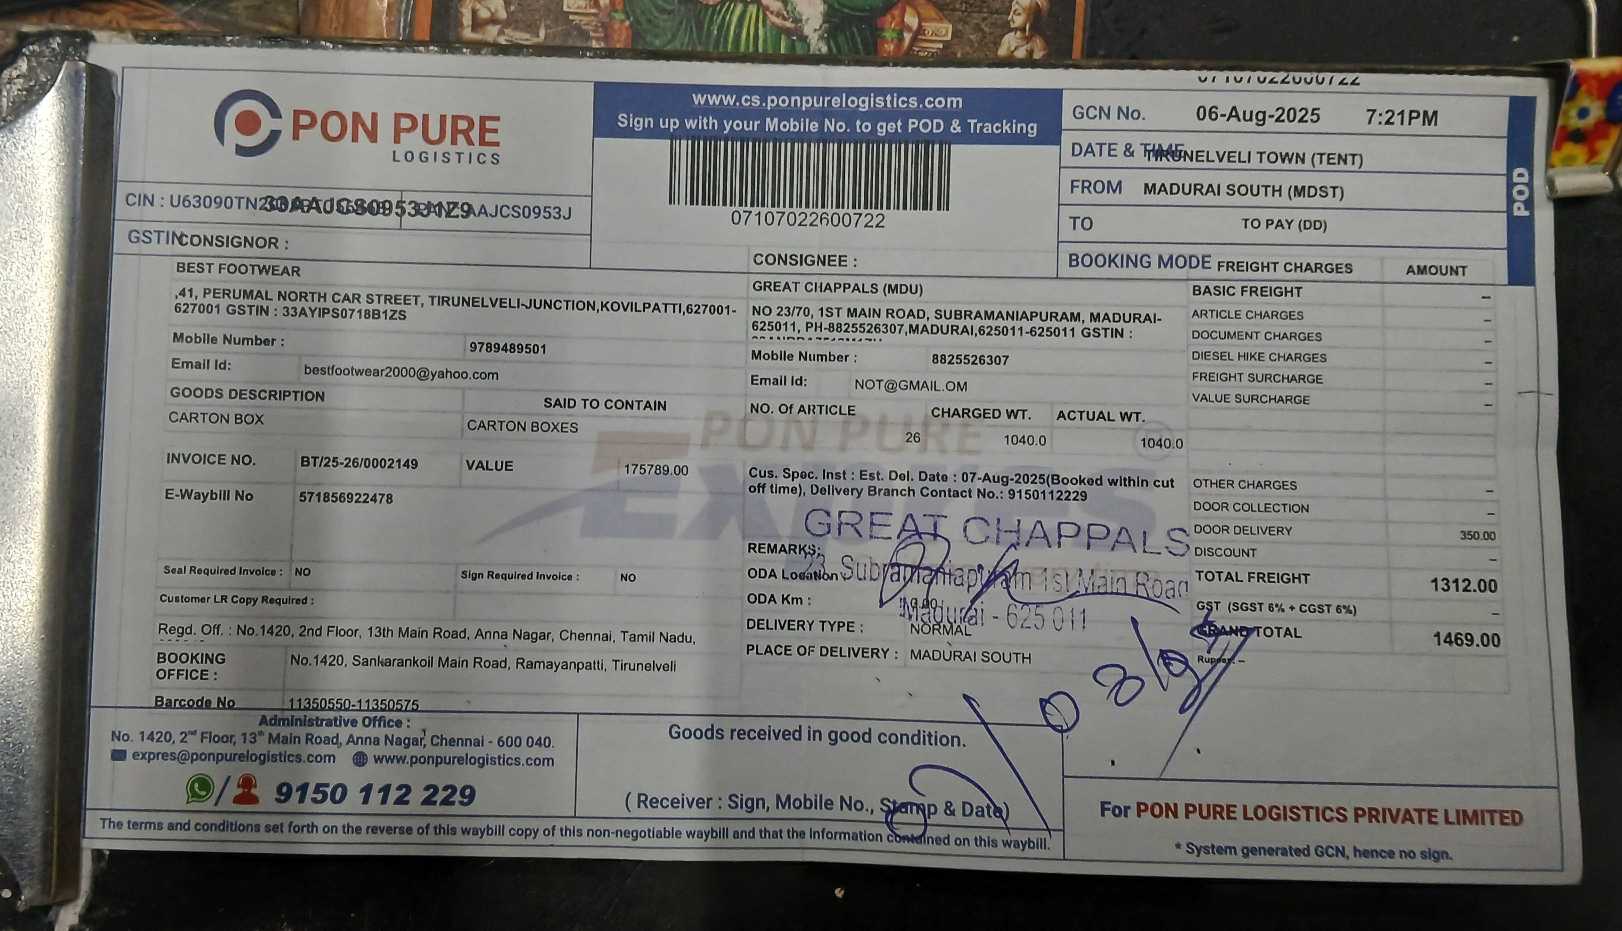 PON PURE
LOGISTICS
www.cs.ponpurelogistics.com
Sign up with your Mobile No. to get POD & Tracking
07107022600722
07107022600722
GCN No. 06-Aug-2025 7:21PM
DATE & TIME TIRUNELVELI TOWN (TENT)
FROM MADURAI SOUTH (MDST)
TO TO PAY (DD)
BOOKING MODE
POD
CIN : U63090TN
33AAJCS0953J1Z9
AAJCS0953J
GSTIN
CONSIGNOR :
BEST FOOTWEAR
,41, PERUMAL NORTH CAR STREET, TIRUNELVELI-JUNCTION,KOVILPATTI,627001-
627001 GSTIN : 33AYIPS0718B1ZS
Mobile Number : 9789489501
Email Id: bestfootwear2000@yahoo.com
GOODS DESCRIPTION SAID TO CONTAIN
CARTON BOX CARTON BOXES
INVOICE NO. BT/25-26/0002149 VALUE 175789.00
E-Waybill No 571856922478
Seal Required Invoice : NO Sign Required Invoice : NO
Customer LR Copy Required :
Regd. Off. : No.1420, 2nd Floor, 13th Main Road, Anna Nagar, Chennai, Tamil Nadu,
BOOKING OFFICE : No.1420, Sankarankoil Main Road, Ramayanpatti, Tirunelveli
Barcode No 11350550-11350575
CONSIGNEE :
GREAT CHAPPALS (MDU)
NO 23/70, 1ST MAIN ROAD, SUBRAMANIAPURAM, MADURAI-
625011, PH-8825526307,MADURAI,625011-625011 GSTIN :
Mobile Number : 8825526307
Email Id: NOT@GMAIL.OM
NO. Of ARTICLE CHARGED WT. ACTUAL WT.
26 1040.0 1040.0
PON PURE
EXPRES
Cus. Spec. Inst : Est. Del. Date : 07-Aug-2025(Booked within cut
off time), Delivery Branch Contact No.: 9150112229
GREAT CHAPPALS
23, Subramaniapuram 1st Main Road
Madurai - 625 011
REMARKS:
ODA Location
ODA Km : 0.00
DELIVERY TYPE : NORMAL
PLACE OF DELIVERY : MADURAI SOUTH
FREIGHT CHARGES AMOUNT
BASIC FREIGHT –
ARTICLE CHARGES –
DOCUMENT CHARGES –
DIESEL HIKE CHARGES –
FREIGHT SURCHARGE –
VALUE SURCHARGE –
OTHER CHARGES –
DOOR COLLECTION –
DOOR DELIVERY 350.00
DISCOUNT –
TOTAL FREIGHT 1312.00
GST (SGST 6% + CGST 6%) –
GRAND TOTAL 1469.00
Rupees: –
Administrative Office :
No. 1420, 2nd Floor, 13th Main Road, Anna Nagar, Chennai - 600 040.
expres@ponpurelogistics.com www.ponpurelogistics.com
9150 112 229
Goods received in good condition.
( Receiver : Sign, Mobile No., Stamp & Date)
For PON PURE LOGISTICS PRIVATE LIMITED
* System generated GCN, hence no sign.
The terms and conditions set forth on the reverse of this waybill copy of this non-negotiable waybill and that the information contained on this waybill.